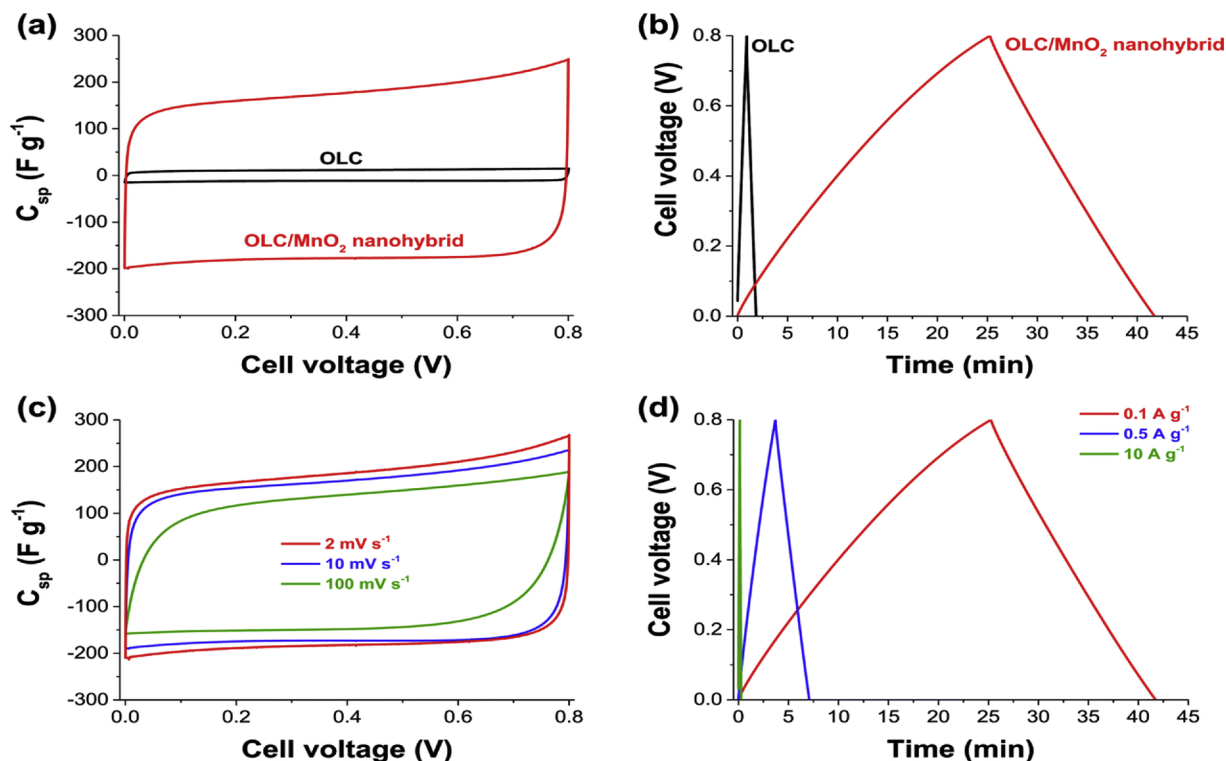 (a)
300
200
100
0
-100
-200
-300
C_sp (F g⁻¹)
OLC
OLC/MnO₂ nanohybrid
0.0 0.2 0.4 0.6 0.8
Cell voltage (V)
(b)
0.8
0.6
0.4
0.2
0.0
Cell voltage (V)
OLC
OLC/MnO₂ nanohybrid
0 5 10 15 20 25 30 35 40 45
Time (min)
(c)
300
200
100
0
-100
-200
-300
C_sp (F g⁻¹)
2 mV s⁻¹
10 mV s⁻¹
100 mV s⁻¹
0.0 0.2 0.4 0.6 0.8
Cell voltage (V)
(d)
0.8
0.6
0.4
0.2
0.0
Cell voltage (V)
0.1 A g⁻¹
0.5 A g⁻¹
10 A g⁻¹
0 5 10 15 20 25 30 35 40 45
Time (min)